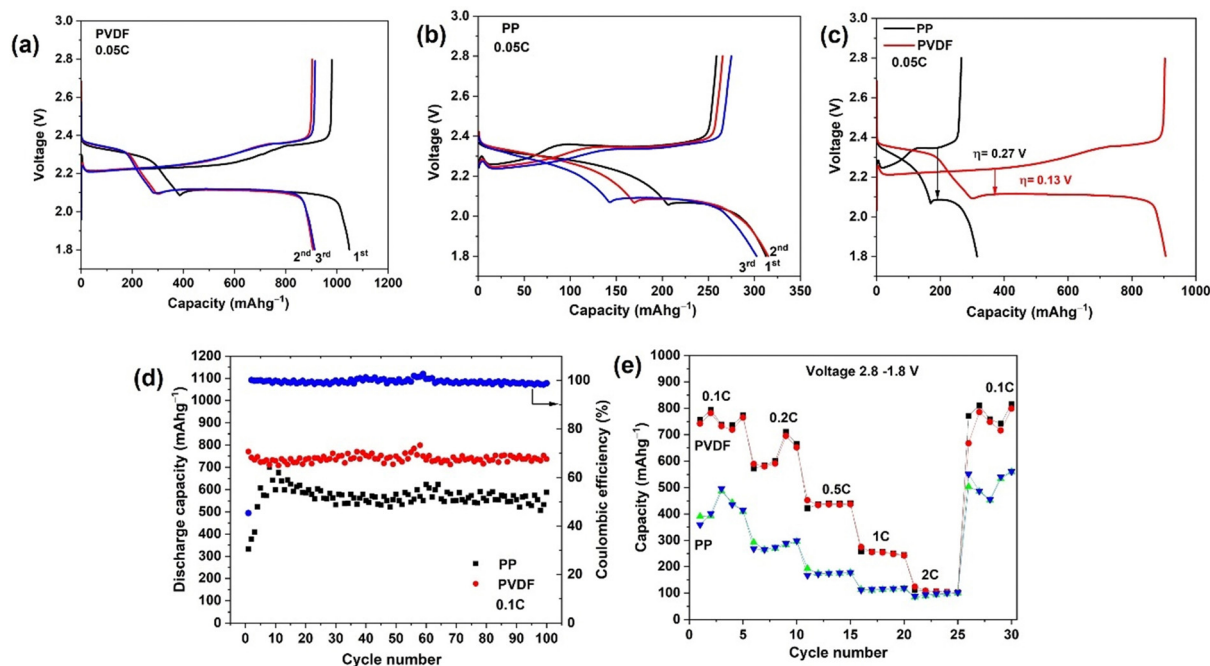 (a)
PVDF
0.05C
3.0
2.8
2.6
2.4
2.2
2.0
1.8
Voltage (V)
2nd 3rd 1st
0 200 400 600 800 1000 1200
Capacity (mAhg⁻¹)
(b)
PP
0.05C
3.0
2.8
2.6
2.4
2.2
2.0
1.8
Voltage (V)
2nd
3rd 1st
0 50 100 150 200 250 300 350
Capacity (mAhg⁻¹)
(c)
PP
PVDF
0.05C
3.0
2.8
2.6
2.4
2.2
2.0
1.8
Voltage (V)
η= 0.27 V
η= 0.13 V
0 200 400 600 800 1000
Capacity (mAhg⁻¹)
(d)
1200
1100
1000
900
800
700
600
500
400
300
200
100
0
Discharge capacity (mAhg⁻¹)
100
80
60
40
20
0
Coulombic efficiency (%)
PP
PVDF
0.1C
0 10 20 30 40 50 60 70 80 90 100
Cycle number
(e)
Voltage 2.8 -1.8 V
1000
900
800
700
600
500
400
300
200
100
0
Capacity (mAhg⁻¹)
0.1C
0.2C
0.5C
1C
2C
0.1C
PVDF
PP
0 5 10 15 20 25 30
Cycle number